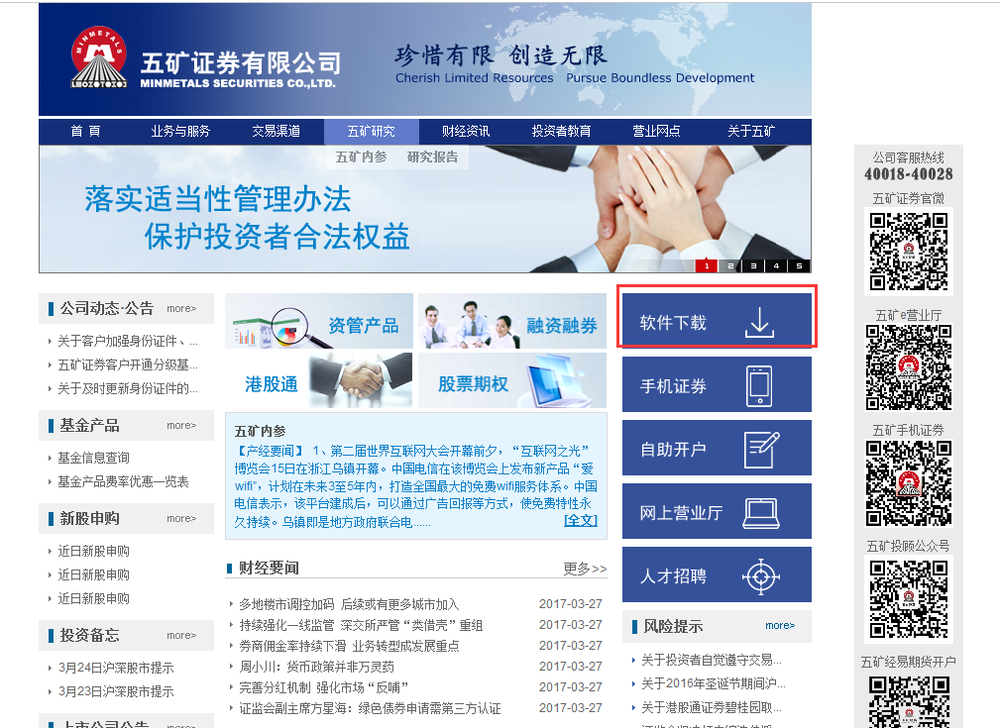 MINMETALS
五矿证券有限公司
MINMETALS SECURITIES CO.,LTD.
珍惜有限 创造无限
Cherish Limited Resources Pursue Boundless Development
首 頁 业务与服务 交易渠道 五矿研究 财经资讯 投资者教育 营业网点 关于五矿
五矿内参 研究报告
落实适当性管理办法
保护投资者合法权益
1 2 3 4 5
公司动态·公告 more>
关于客户加强身份证件、...
五矿证券客户开通分级基...
关于及时更新身份证件的...
基金产品 more>
基金信息查询
基金产品费率优惠一览表
新股申购 more>
近日新股申购
近日新股申购
近日新股申购
投资备忘 more>
3月24日沪深股市提示
3月23日沪深股市提示
上市公司公告 more>
资管产品
融资融券
港股通
股票期权
五矿内参
【产经要闻】 1、第二届世界互联网大会开幕前夕，“互联网之光”
博览会15日在浙江乌镇开幕。中国电信在该博览会上发布新产品“爱
wifi”，计划在未来3至5年内，打造全国最大的免费wifi服务体系。中国
电信表示，该平台建成后，可以通过广告回报等方式，使免费特性永
久持续。乌镇即是地方政府联合电...... [全文]
财经要闻 更多>>
多地楼市调控加码 后续或有更多城市加入 2017-03-27
持续强化一线监管 深交所严管“类借壳”重组 2017-03-27
券商佣金率持续下滑 业务转型成发展重点 2017-03-27
周小川：货币政策并非万灵药 2017-03-27
完善分红机制 强化市场“反哺” 2017-03-27
证监会副主席方星海：绿色债券申请需第三方认证 2017-03-27
软件下载
手机证券
自助开户
网上营业厅
人才招聘
风险提示 more>
关于投资者自觉遵守交易...
关于2016年圣诞节期间沪...
关于港股通证券碧桂园取...
公司客服热线
40018-40028
五矿证券官微
五矿e营业厅
五矿手机证券
五矿投顾公众号
五矿经易期货开户